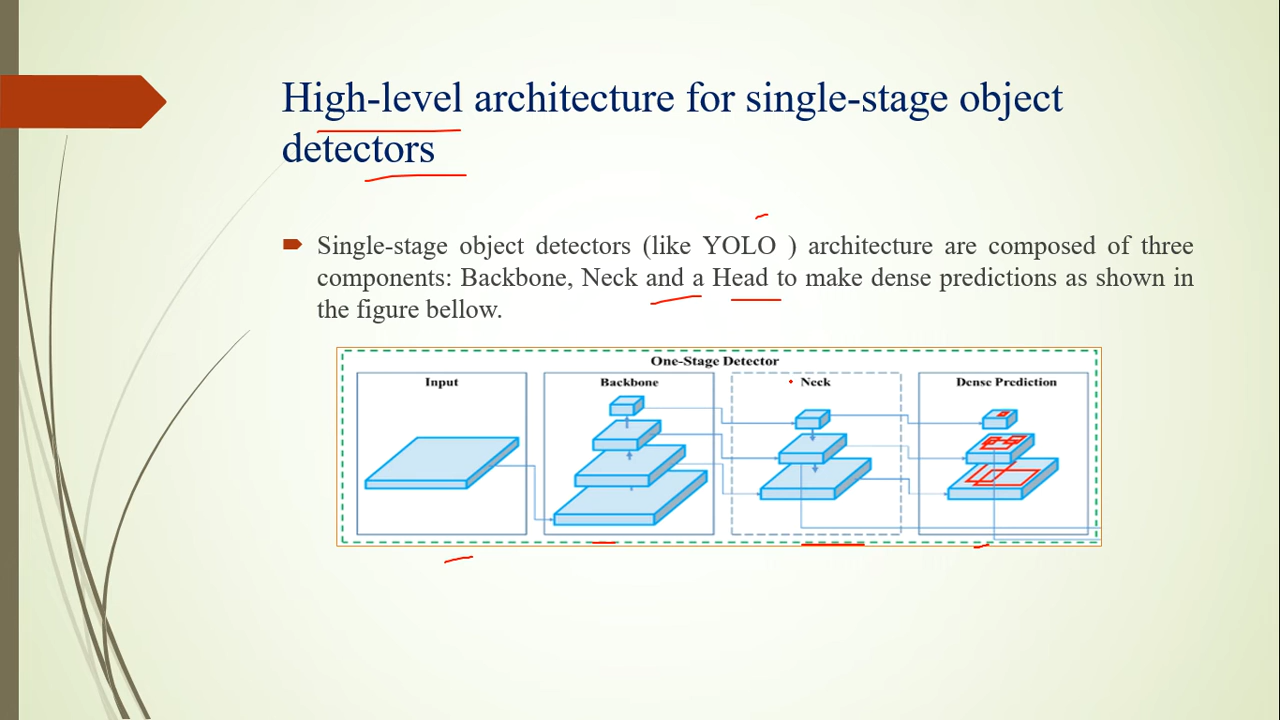 High-level architecture for single-stage object
detectors
Single-stage object detectors (like YOLO ) architecture are composed of three
components: Backbone, Neck and a Head to make dense predictions as shown in
the figure bellow.
One-Stage Detector
Input
Backbone
Neck
Dense Prediction